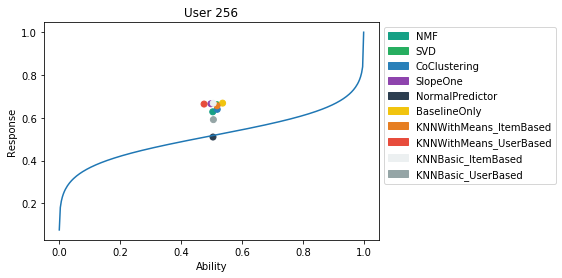 User 256
1.0
0.8
0.6
0.4
0.2
Response
0.0
0.2
0.4
0.6
0.8
1.0
Ability
NMF
SVD
CoClustering
SlopeOne
NormalPredictor
BaselineOnly
KNNWithMeans_ItemBased
KNNWithMeans_UserBased
KNNBasic_ItemBased
KNNBasic_UserBased